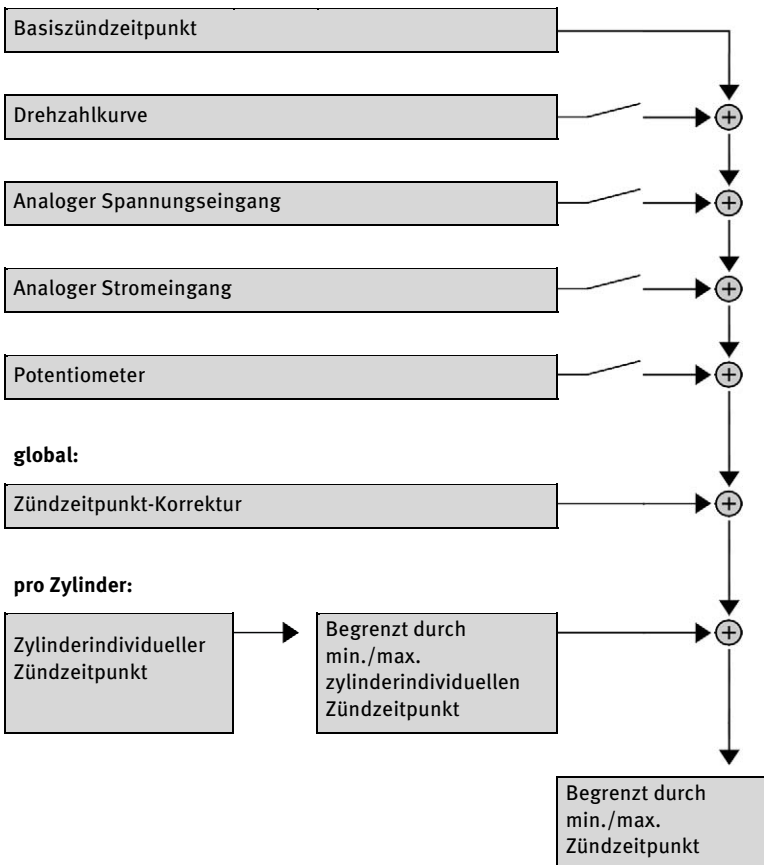 Basiszündzeitpunkt
Drehzahlkurve
Analoger Spannungseingang
Analoger Stromeingang
Potentiometer
global:
Zündzeitpunkt-Korrektur
pro Zylinder:
Zylinderindividueller
Zündzeitpunkt
Begrenzt durch
min./max.
zylinderindividuellen
Zündzeitpunkt
Begrenzt durch
min./max.
Zündzeitpunkt